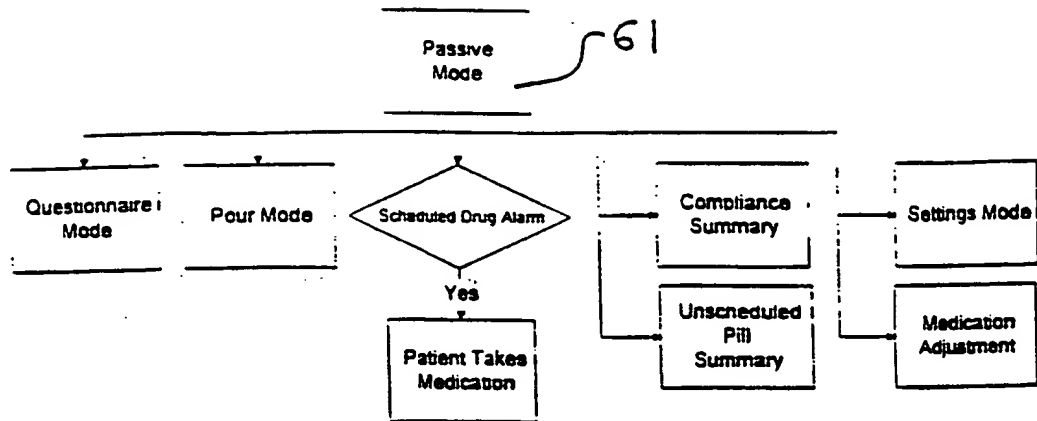 Passive
Mode
61
Questionnaire
Mode
Pour Mode
Scheduled Drug Alarm
Compliance
Summary
Settings Mode
Yes
Patient Takes
Medication
Unscheduled
Pill
Summary
Medication
Adjustment